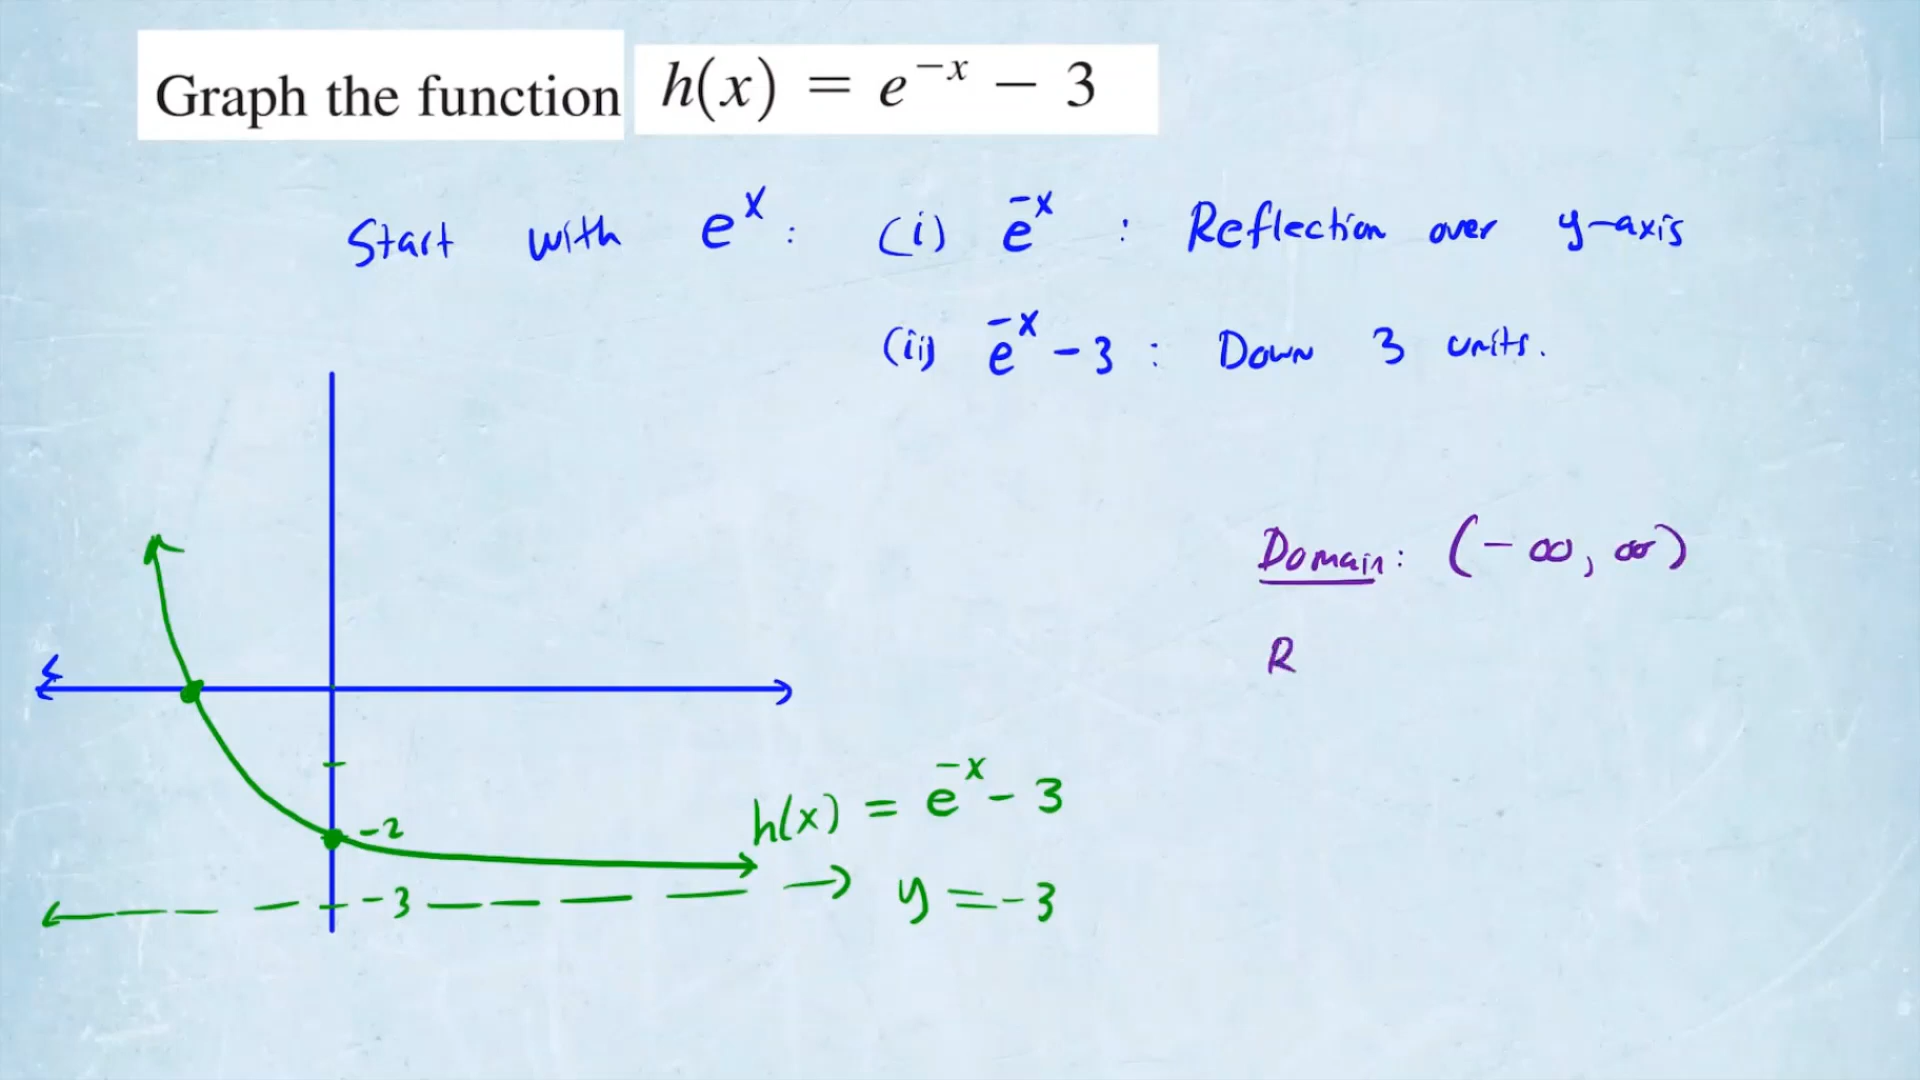 Graph the function h(x) = e^{-x} - 3
Start with e^x : (i) e^{-x} : Reflection over y-axis
(ii) e^{-x} - 3 : Down 3 units.
Domain: (-∞, ∞)
R
h(x) = e^{-x} - 3
-2
-3
y = -3